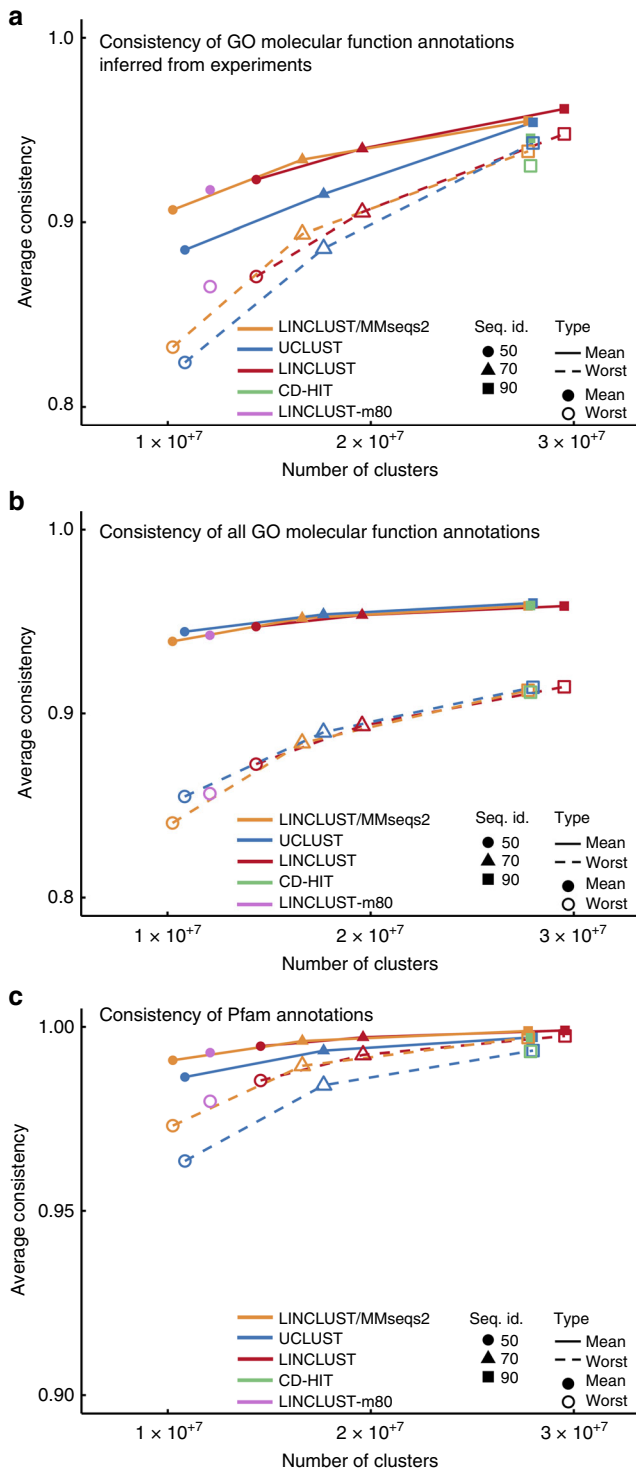 a
1.0
Consistency of GO molecular function annotations
inferred from experiments
Average consistency
0.9
LINCLUST/MMseqs2
UCLUST
LINCLUST
CD-HIT
LINCLUST-m80
Seq. id.
50
70
90
Type
Mean
Worst
Mean
Worst
0.8
1 × 10⁺⁷
2 × 10⁺⁷
3 × 10⁺⁷
Number of clusters
b
1.0
Consistency of all GO molecular function annotations
Average consistency
0.9
LINCLUST/MMseqs2
UCLUST
LINCLUST
CD-HIT
LINCLUST-m80
Seq. id.
50
70
90
Type
Mean
Worst
Mean
Worst
0.8
1 × 10⁺⁷
2 × 10⁺⁷
3 × 10⁺⁷
Number of clusters
c
Consistency of Pfam annotations
1.00
Average consistency
0.95
LINCLUST/MMseqs2
UCLUST
LINCLUST
CD-HIT
LINCLUST-m80
Seq. id.
50
70
90
Type
Mean
Worst
Mean
Worst
0.90
1 × 10⁺⁷
2 × 10⁺⁷
3 × 10⁺⁷
Number of clusters